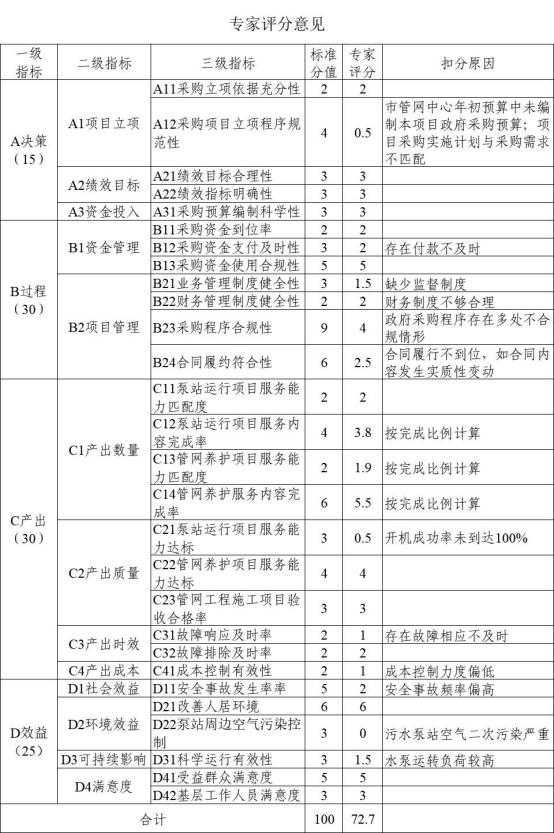 专家评分意见
一级
指标
二级指标
三级指标
标准
分值
专家
评分
扣分原因
A决策
（15）
A1项目立项
A11采购立项依据充分性
2
2
A12采购项目立项程序规
范性
4
0.5
市管网中心年初预算中未编
制本项目政府采购预算；项
目采购实施计划与采购需求
不匹配
A2绩效目标
A21绩效目标合理性
3
3
A22绩效指标明确性
3
3
A3资金投入
A31采购预算编制科学性
3
3
B过程
（30）
B1资金管理
B11采购资金到位率
2
2
B12采购资金支付及时性
3
2
存在付款不及时
B13采购资金使用合规性
5
5
B2项目管理
B21业务管理制度健全性
3
1.5
缺少监督制度
B22财务管理制度健全性
2
2
财务制度不够合理
B23采购程序合规性
9
4
政府采购程序存在多处不合
规情形
B24合同履约符合性
6
2.5
合同履行不到位，如合同内
容发生实质性变动
C产出
（30）
C1产出数量
C11泵站运行项目服务能
力匹配度
2
2
C12泵站运行项目服务内
容完成率
4
3.8
按完成比例计算
C13管网养护项目服务能
力匹配度
2
1.9
按完成比例计算
C14管网养护服务内容完
成率
6
5.5
按完成比例计算
C2产出质量
C21泵站运行项目服务能
力达标
3
0.5
开机成功率未到达100%
C22管网养护项目服务能
力达标
4
4
C23管网工程施工项目验
收合格率
3
3
C3产出时效
C31故障响应及时率
2
1
存在故障相应不及时
C32故障排除及时率
2
2
C4产出成本
C41成本控制有效性
2
1
成本控制力度偏低
D效益
（25）
D1社会效益
D11安全事故发生率率
5
2
安全事故频率偏高
D2环境效益
D21改善人居环境
6
6
D22泵站周边空气污染控
制
3
0
污水泵站空气二次污染严重
D3可持续影响
D31科学运行有效性
3
1.5
水泵运转负荷较高
D4满意度
D41受益群众满意度
5
5
D42基层工作人员满意度
3
3
合计
100
72.7